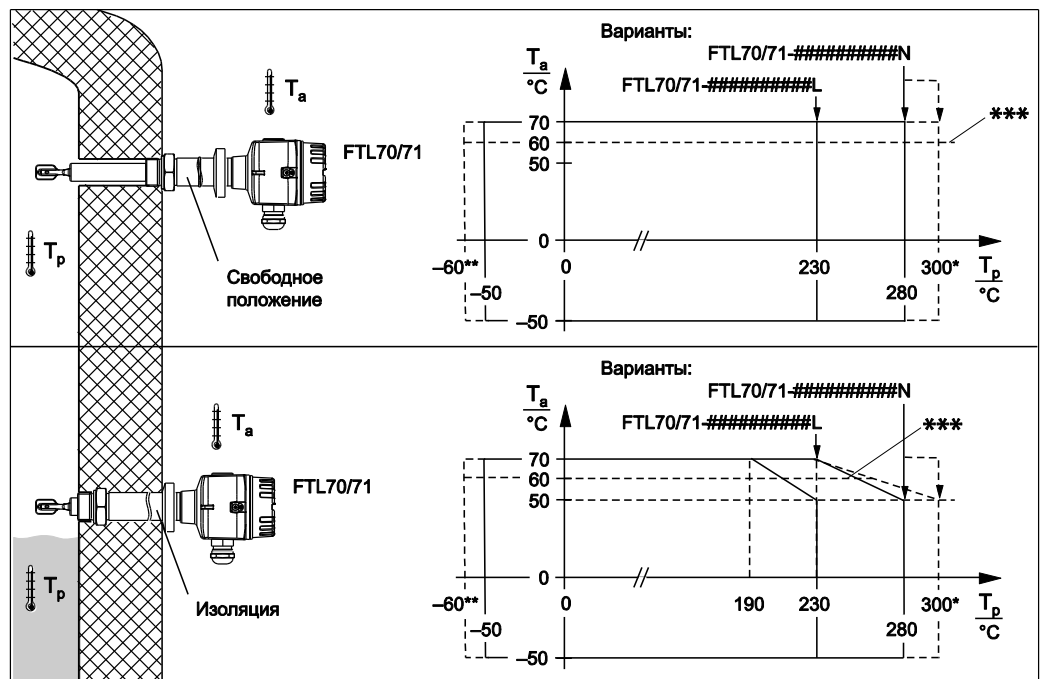 Варианты:
FTL70/71-##########N
FTL70/71-##########L
Ta
°C
Ta
FTL70/71
***
70
60
50
0
Tp
–60**
–50
0
230
280
300*
Tp
°C
Свободное
положение
–50
Варианты:
FTL70/71-##########N
FTL70/71-##########L
Ta
°C
Ta
FTL70/71
***
70
60
50
0
Tp
Изоляция
–60**
–50
0
190
230
280
300*
Tp
°C
–50